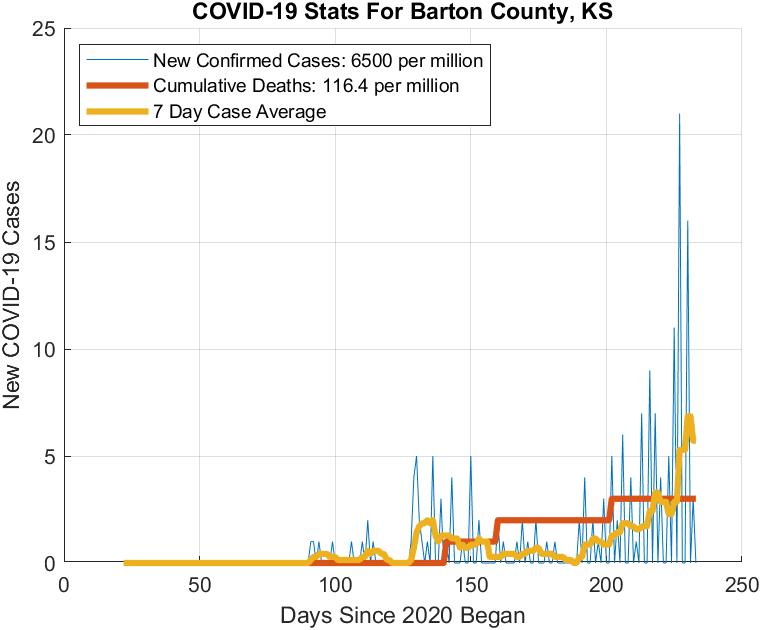 COVID-19 Stats For Barton County, KS
New Confirmed Cases: 6500 per million
Cumulative Deaths: 116.4 per million
7 Day Case Average
New COVID-19 Cases
25
20
15
10
5
0
0 50 100 150 200 250
Days Since 2020 Began